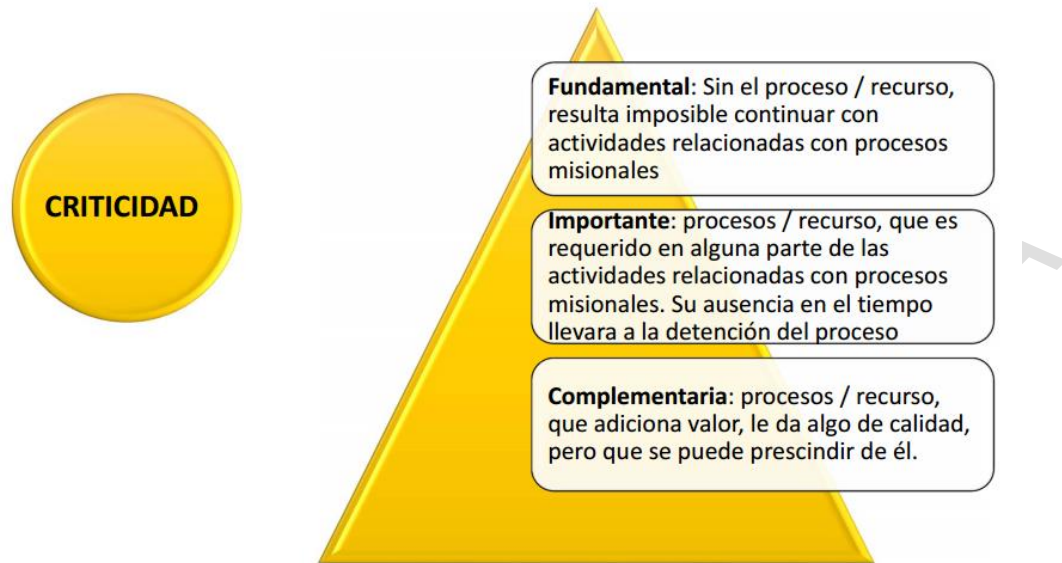 CRITICIDAD
Fundamental: Sin el proceso / recurso,
resulta imposible continuar con
actividades relacionadas con procesos
misionales
Importante: procesos / recurso, que es
requerido en alguna parte de las
actividades relacionadas con procesos
misionales. Su ausencia en el tiempo
llevara a la detención del proceso
Complementaria: procesos / recurso,
que adiciona valor, le da algo de calidad,
pero que se puede prescindir de él.